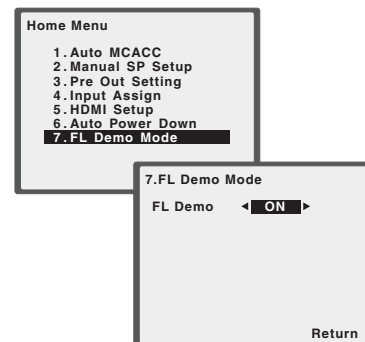 Home Menu
1.Auto MCACC
2.Manual SP Setup
3.Pre Out Setting
4.Input Assign
5.HDMI Setup
6.Auto Power Down
7.FL Demo Mode
7.FL Demo Mode
FL Demo ◄ ON ►
Return